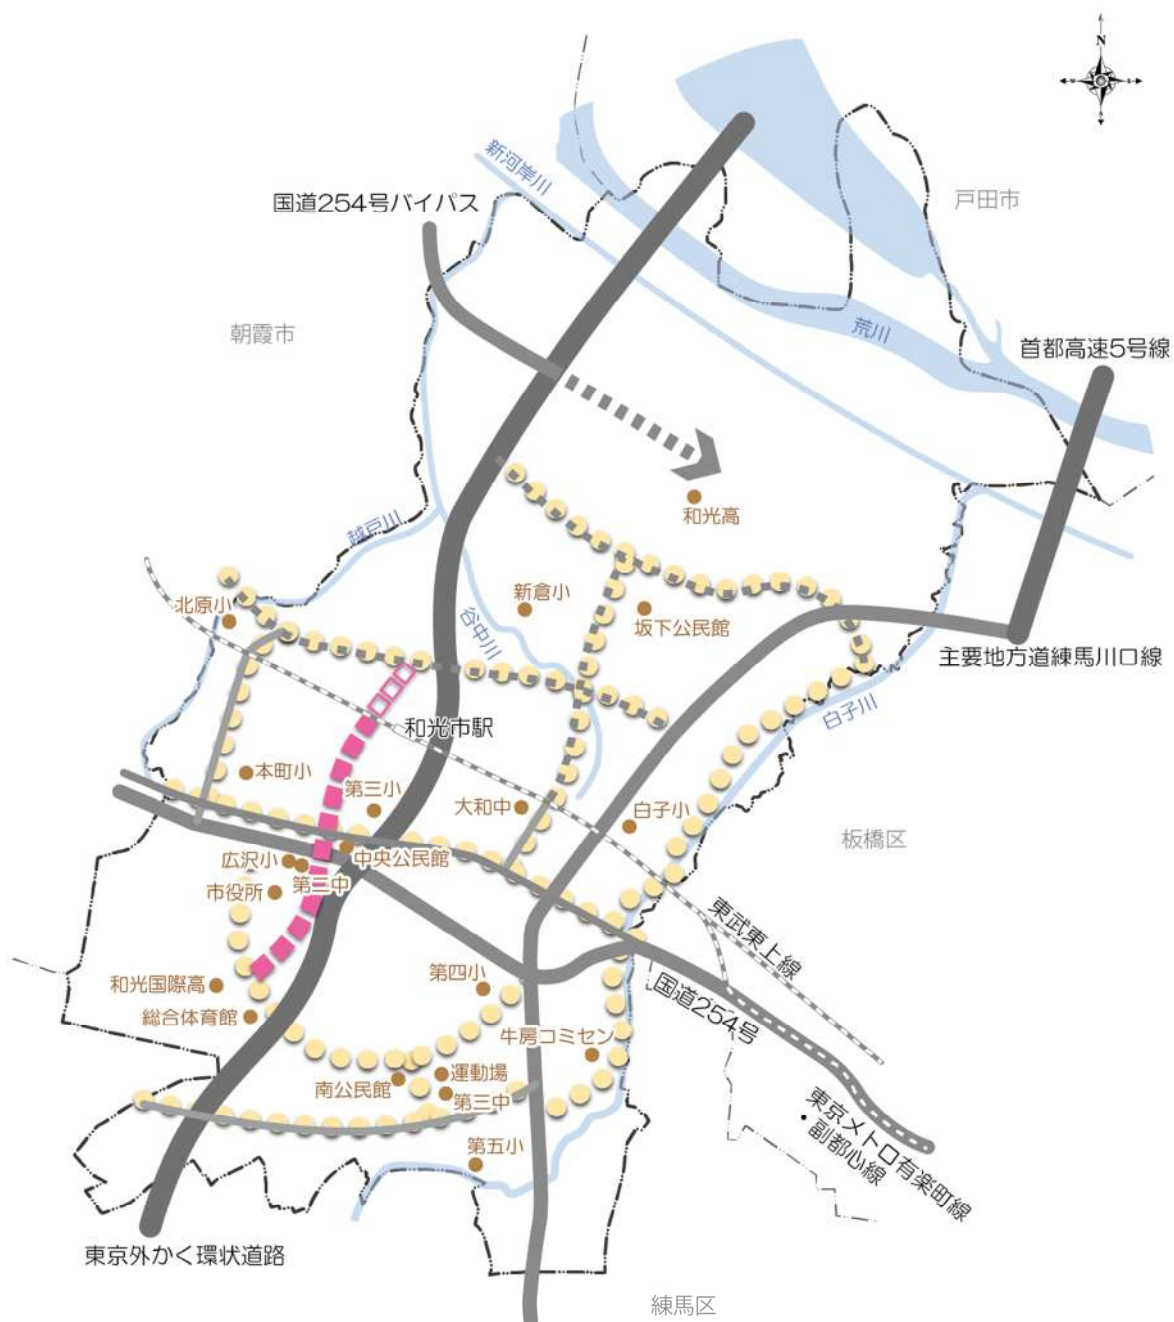 N
新河岸川
戸田市
国道254号バイパス
朝霞市
荒川
首都高速5号線
和光高
越戸川
北原小
新倉小
坂下公民館
谷中川
主要地方道練馬川口線
白子川
和光市駅
本町小
第三小
大和中
白子小
板橋区
広沢小
中央公民館
第二中
市役所
東武東上線
和光国際高
第四小
国道254号
総合体育館
牛房コミセン
南公民館
運動場
第三中
東京メトロ有楽町線
・副都心線
第五小
東京外かく環状道路
練馬区